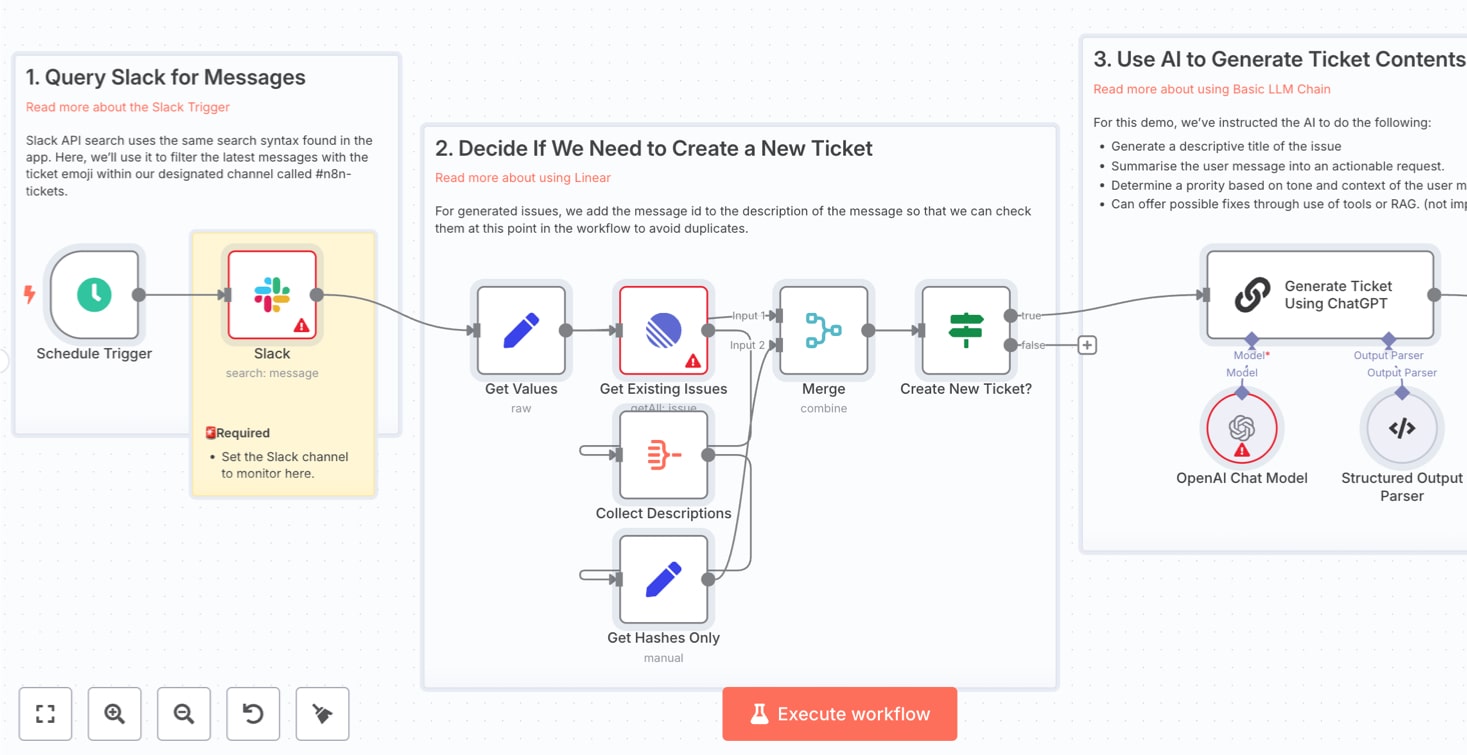 1. Query Slack for Messages
Read more about the Slack Trigger
Slack API search uses the same search syntax found in the
app. Here, we'll use it to filter the latest messages with the
ticket emoji within our designated channel called #n8n-
tickets.
Schedule Trigger
Slack
search: message
Required
• Set the Slack channel
to monitor here.
2. Decide If We Need to Create a New Ticket
Read more about using Linear
For generated issues, we add the message id to the description of the message so that we can check
them at this point in the workflow to avoid duplicates.
Get Values
raw
Get Existing Issues
getAll: issue
Input 1
Input 2
Merge
combine
Create New Ticket?
true
false
Collect Descriptions
Get Hashes Only
manual
3. Use AI to Generate Ticket Contents
Read more about using Basic LLM Chain
For this demo, we've instructed the AI to do the following:
• Generate a descriptive title of the issue
• Summarise the user message into an actionable request.
• Determine a prority based on tone and context of the user m
• Can offer possible fixes through use of tools or RAG. (not imp
Generate Ticket
Using ChatGPT
Model*
Model
Output Parser
Output Parser
OpenAI Chat Model
Structured Output
Parser
Execute workflow